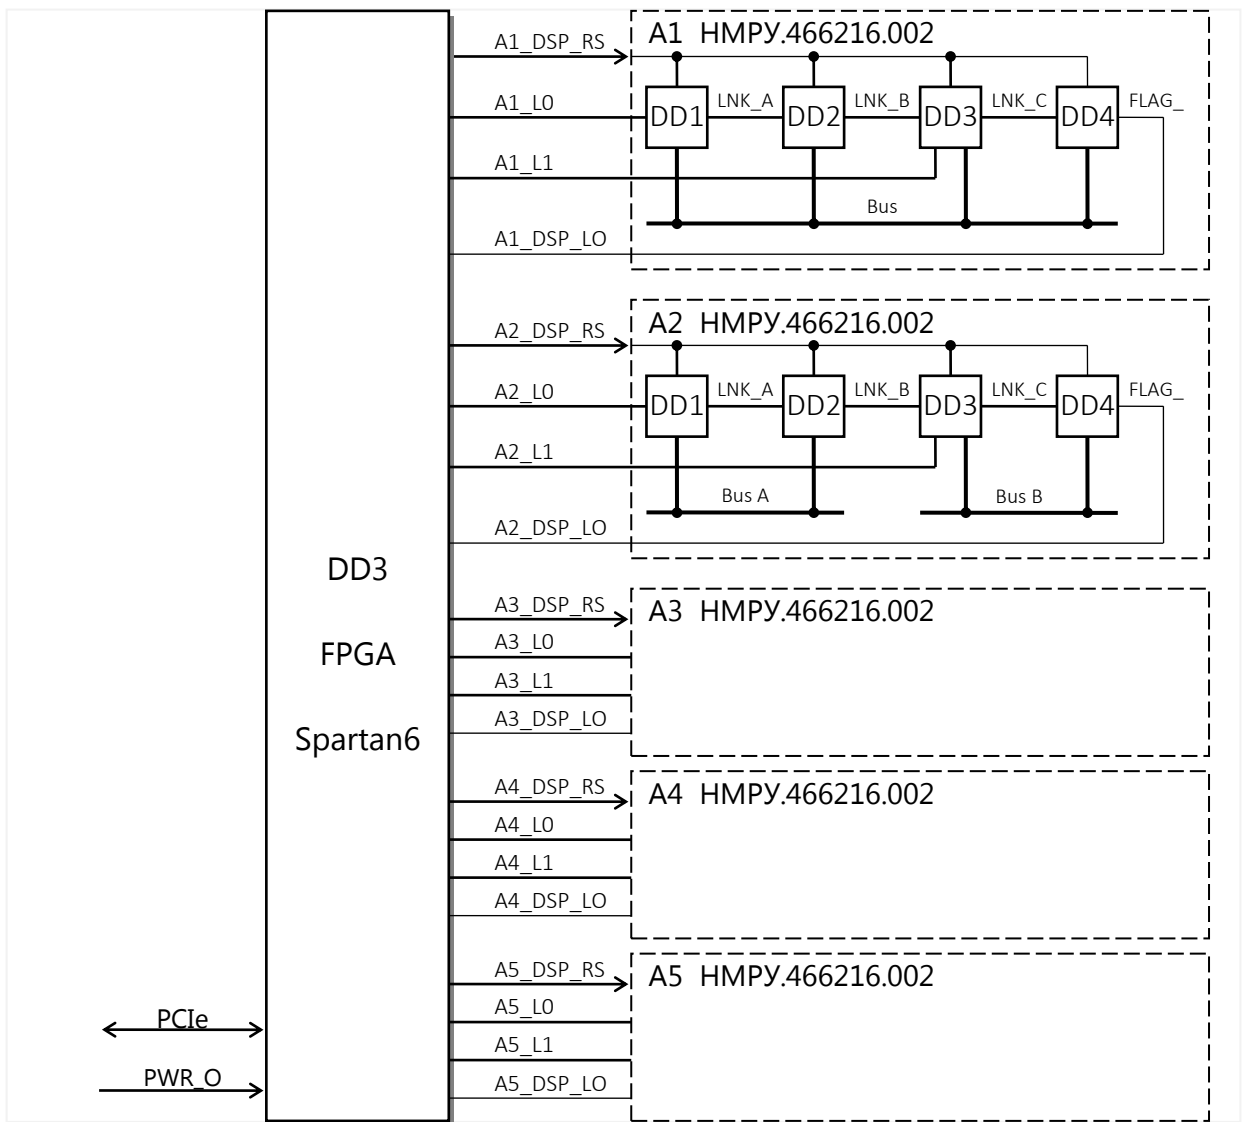 A1_DSP_RS
A1 НМРУ.466216.002
A1_L0
DD1
LNK_A
DD2
LNK_B
DD3
LNK_C
DD4
FLAG_
A1_L1
Bus
A1_DSP_LO
A2_DSP_RS
A2 НМРУ.466216.002
A2_L0
DD1
LNK_A
DD2
LNK_B
DD3
LNK_C
DD4
FLAG_
A2_L1
Bus A
Bus B
A2_DSP_LO
DD3
FPGA
Spartan6
A3_DSP_RS
A3 НМРУ.466216.002
A3_L0
A3_L1
A3_DSP_LO
A4_DSP_RS
A4 НМРУ.466216.002
A4_L0
A4_L1
A4_DSP_LO
A5_DSP_RS
A5 НМРУ.466216.002
A5_L0
A5_L1
A5_DSP_LO
PCIe
PWR_O